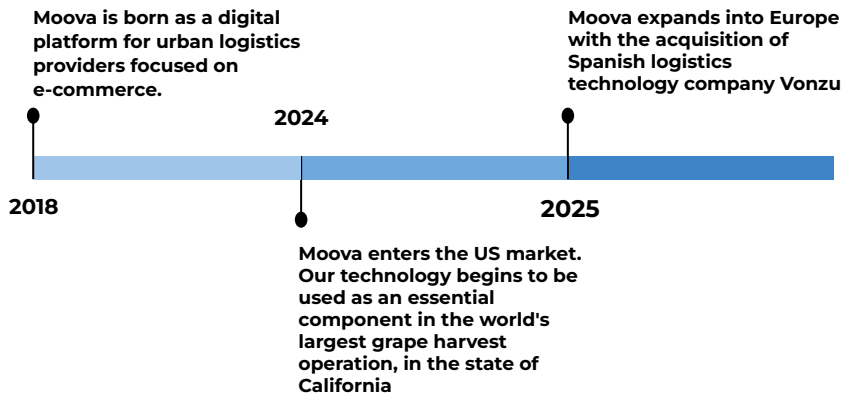 Moova is born as a digital
platform for urban logistics
providers focused on
e-commerce.
2018
2024
Moova enters the US market.
Our technology begins to be
used as an essential
component in the world's
largest grape harvest
operation, in the state of
California
Moova expands into Europe
with the acquisition of
Spanish logistics
technology company Vonzu
2025